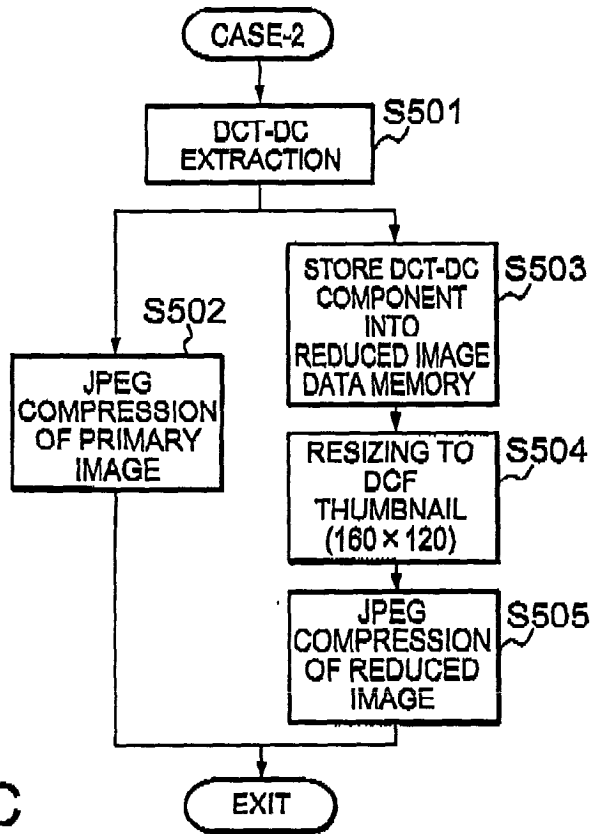 CASE-2
DCT-DC
EXTRACTION
S501
S502
JPEG
COMPRESSION
OF PRIMARY
IMAGE
STORE DCT-DC
COMPONENT
INTO
REDUCED IMAGE
DATA MEMORY
S503
RESIZING TO
DCF
THUMBNAIL
(160 × 120)
S504
JPEG
COMPRESSION
OF REDUCED
IMAGE
S505
EXIT
C